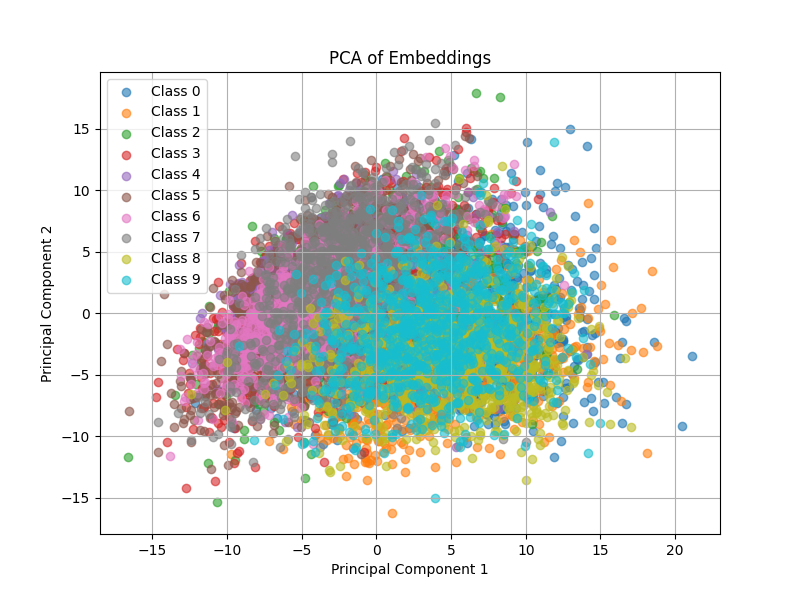 PCA of Embeddings
Class 0
Class 1
Class 2
Class 3
Class 4
Class 5
Class 6
Class 7
Class 8
Class 9
15
10
5
0
−5
−10
−15
Principal Component 2
−15 −10 −5 0 5 10 15 20
Principal Component 1